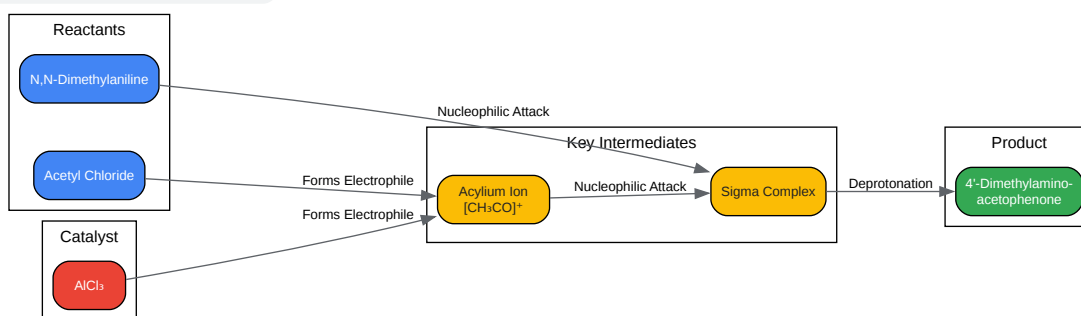 Reactants
N,N-Dimethylaniline
Nucleophilic Attack
Key Intermediates
Product
Acetyl Chloride
Forms Electrophile
Acylium Ion
[CH₃CO]⁺
Nucleophilic Attack
Sigma Complex
Deprotonation
4'-Dimethylamino-
acetophenone
Forms Electrophile
Catalyst
AlCl₃